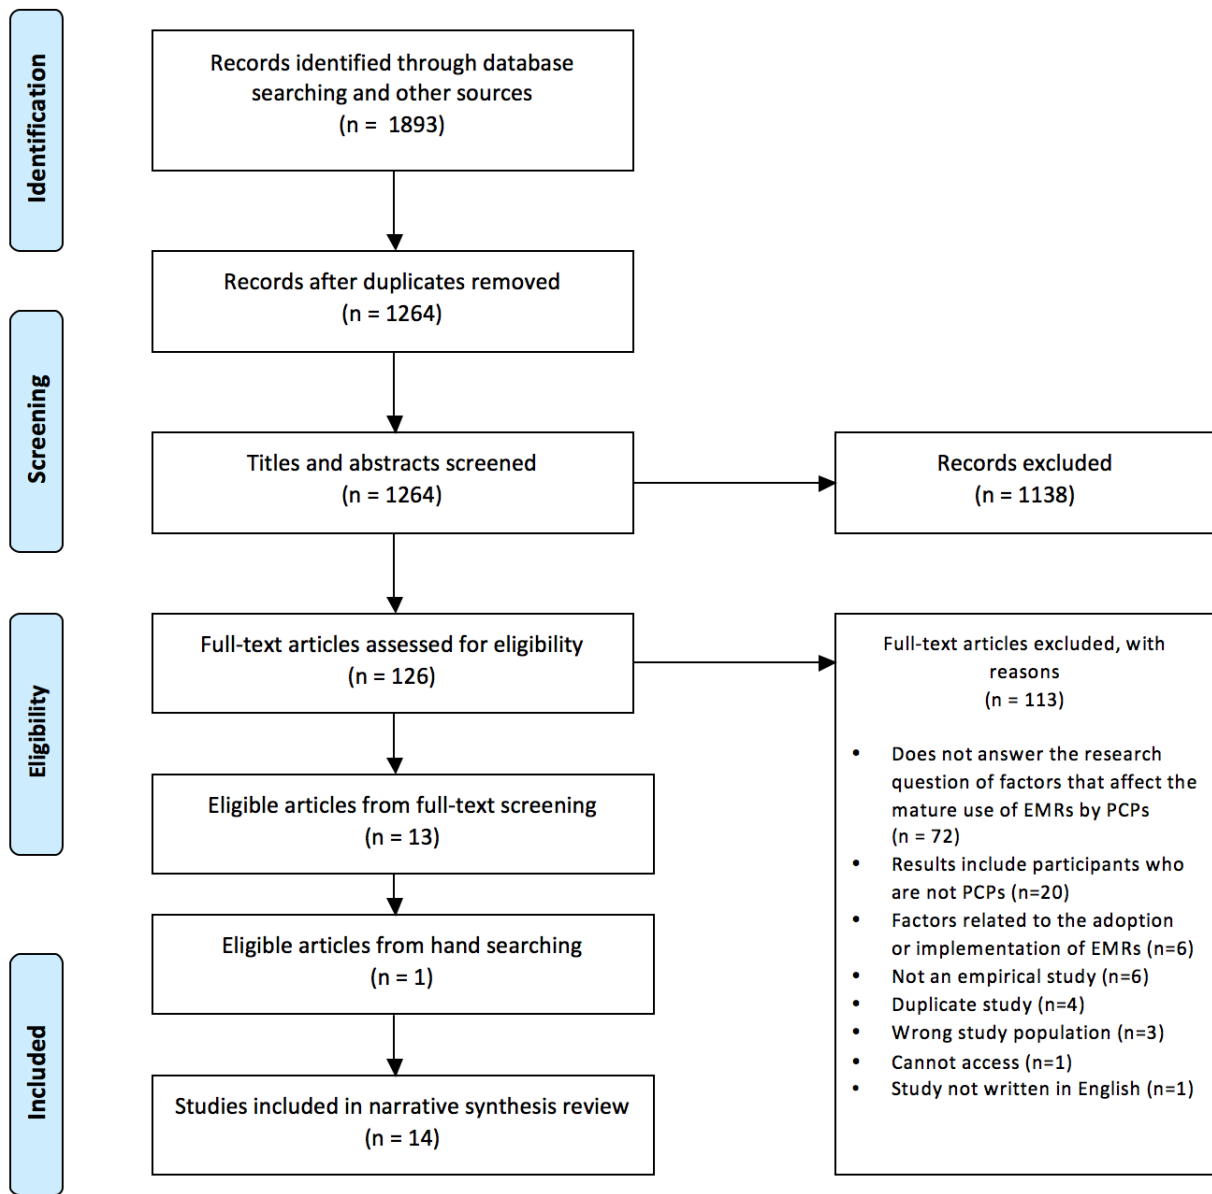 Identification
Records identified through database
searching and other sources
(n =  1893)
Records after duplicates removed
(n = 1264)
Screening
Titles and abstracts screened
(n = 1264)
Records excluded
(n = 1138)
Eligibility
Full-text articles assessed for eligibility
(n = 126)
Full-text articles excluded, with
reasons
(n = 113)
• Does not answer the research
question of factors that affect the
mature use of EMRs by PCPs
(n = 72)
• Results include participants who
are not PCPs (n=20)
• Factors related to the adoption
or implementation of EMRs (n=6)
• Not an empirical study (n=6)
• Duplicate study (n=4)
• Wrong study population (n=3)
• Cannot access (n=1)
• Study not written in English (n=1)
Eligible articles from full-text screening
(n = 13)
Eligible articles from hand searching
(n = 1)
Included
Studies included in narrative synthesis review
(n = 14)